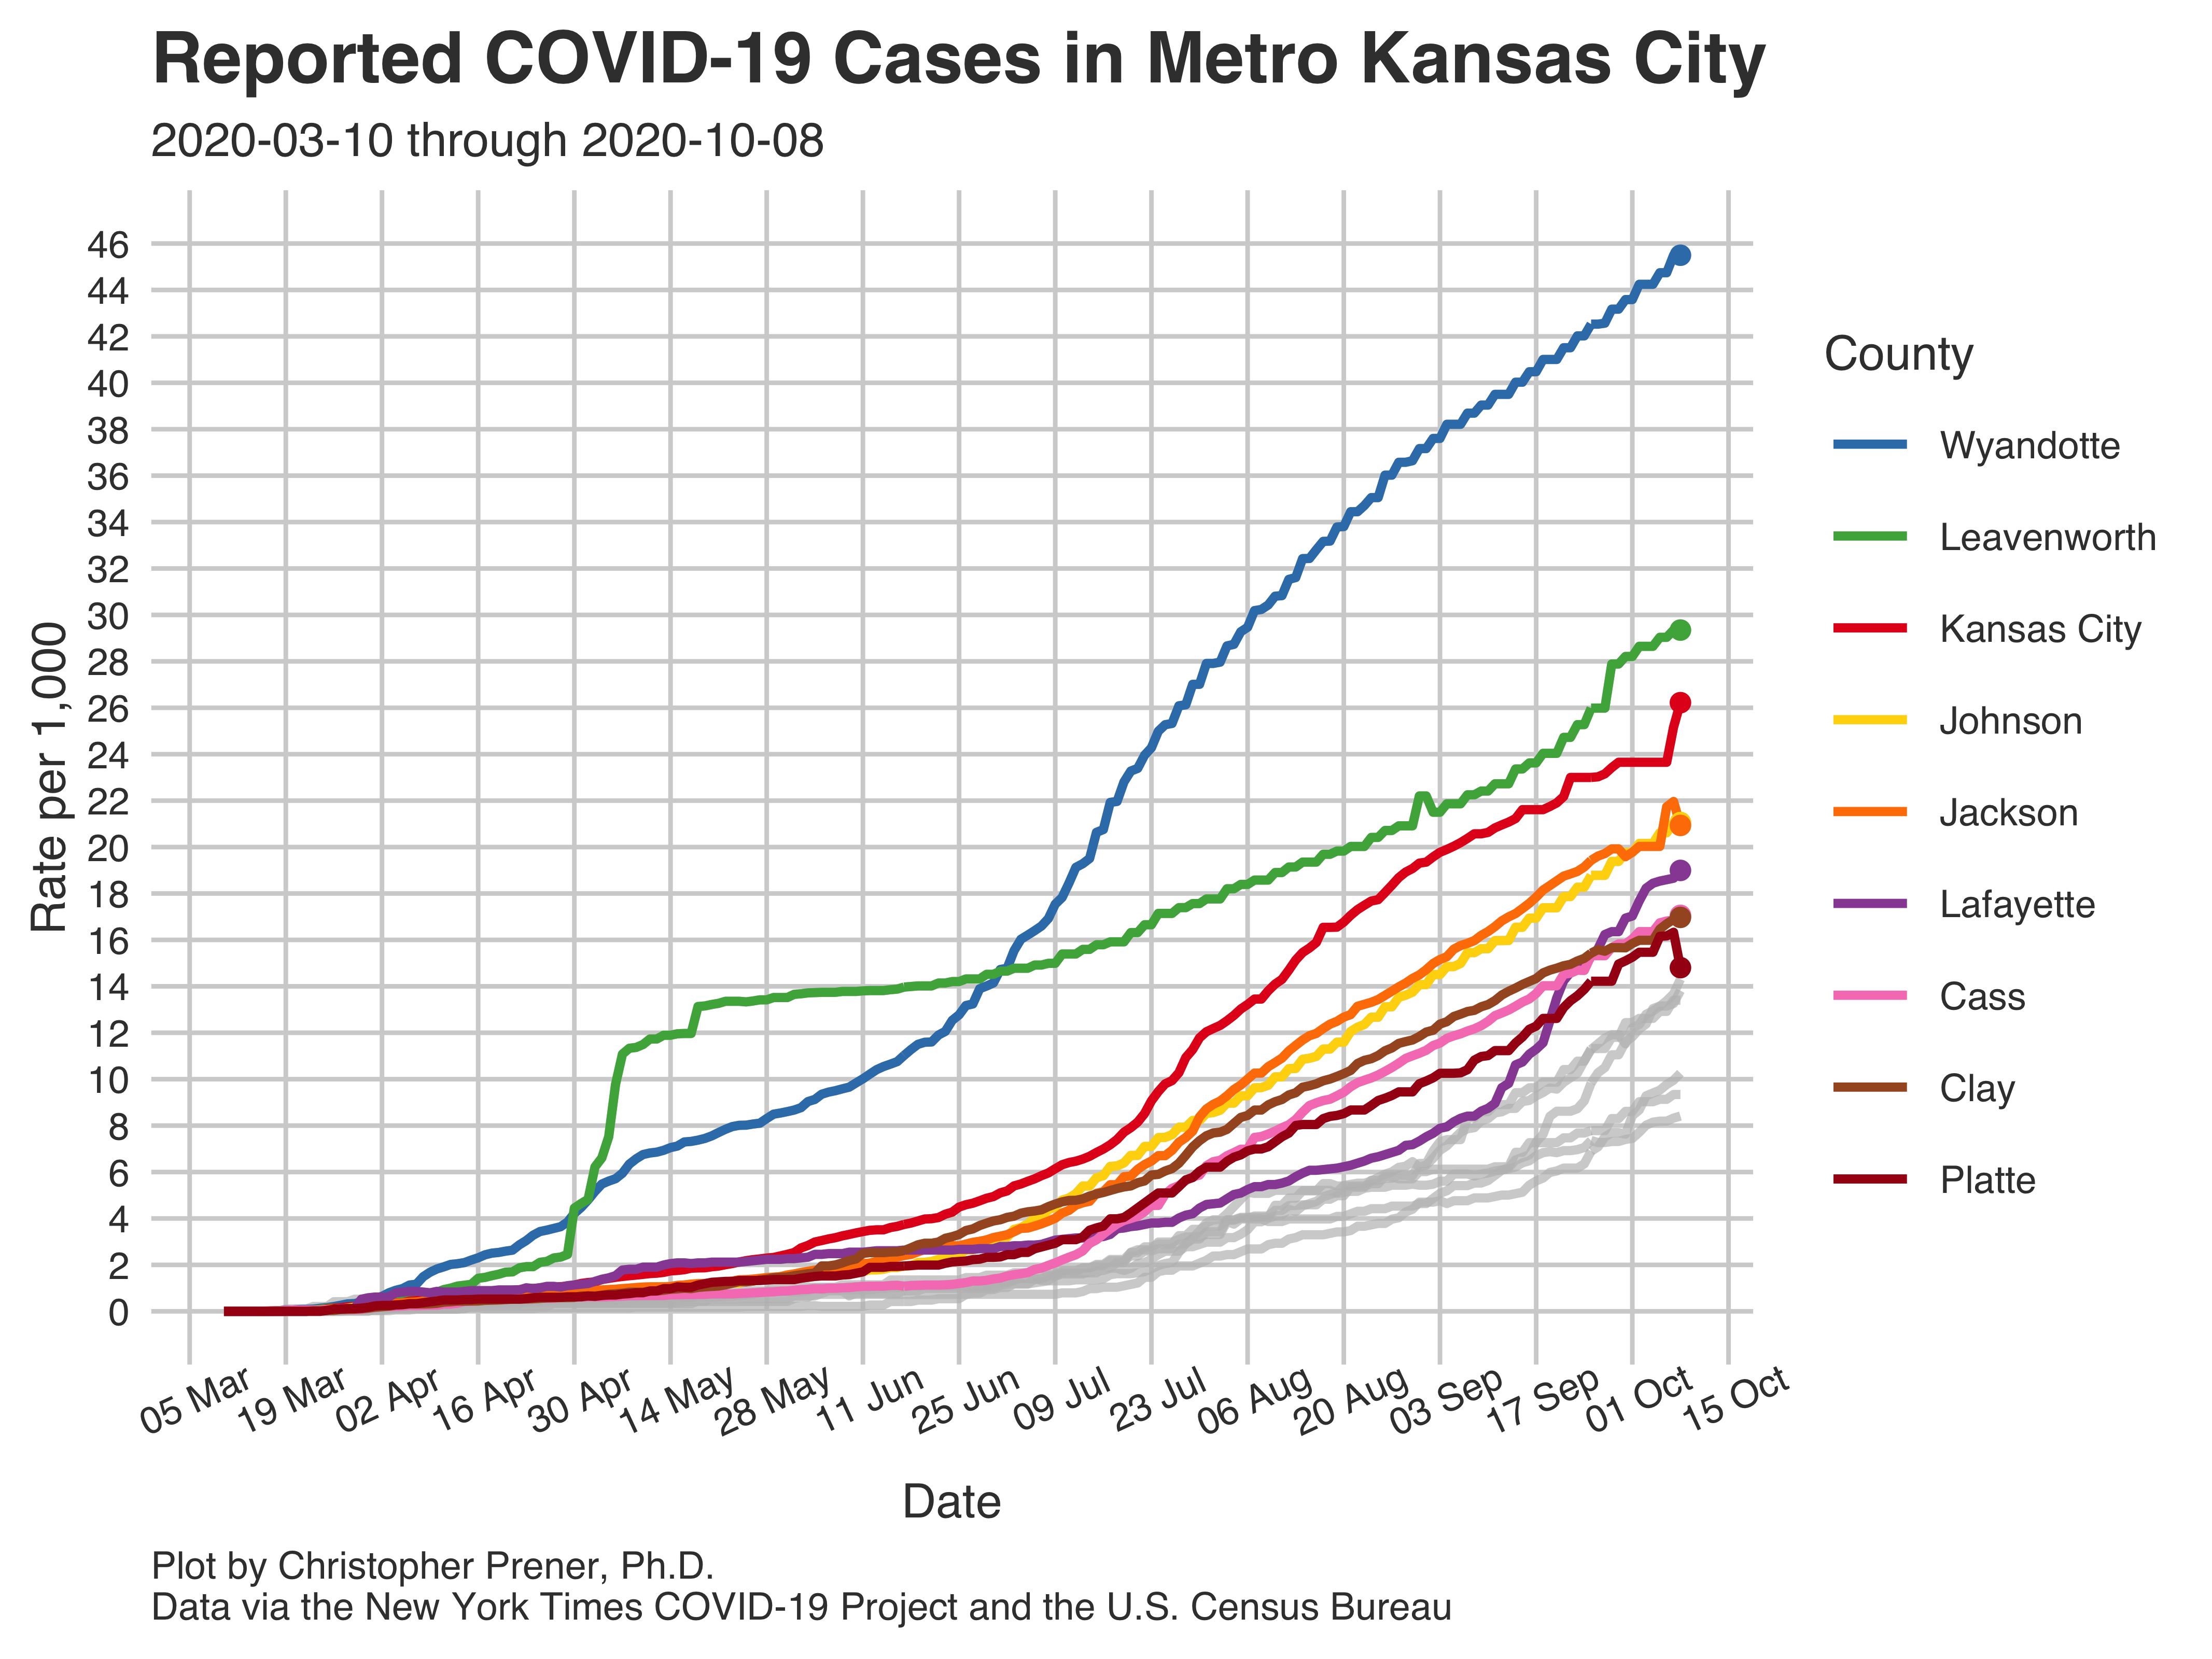 Reported COVID-19 Cases in Metro Kansas City
2020-03-10 through 2020-10-08
46
44
42
40
38
36
34
32
30
28
26
24
22
20
18
16
14
12
10
8
6
4
2
0
Rate per 1,000
05 Mar
19 Mar
02 Apr
16 Apr
30 Apr
14 May
28 May
11 Jun
25 Jun
09 Jul
23 Jul
06 Aug
20 Aug
03 Sep
17 Sep
01 Oct
15 Oct
Date
County
Wyandotte
Leavenworth
Kansas City
Johnson
Jackson
Lafayette
Cass
Clay
Platte
Plot by Christopher Prener, Ph.D.
Data via the New York Times COVID-19 Project and the U.S. Census Bureau